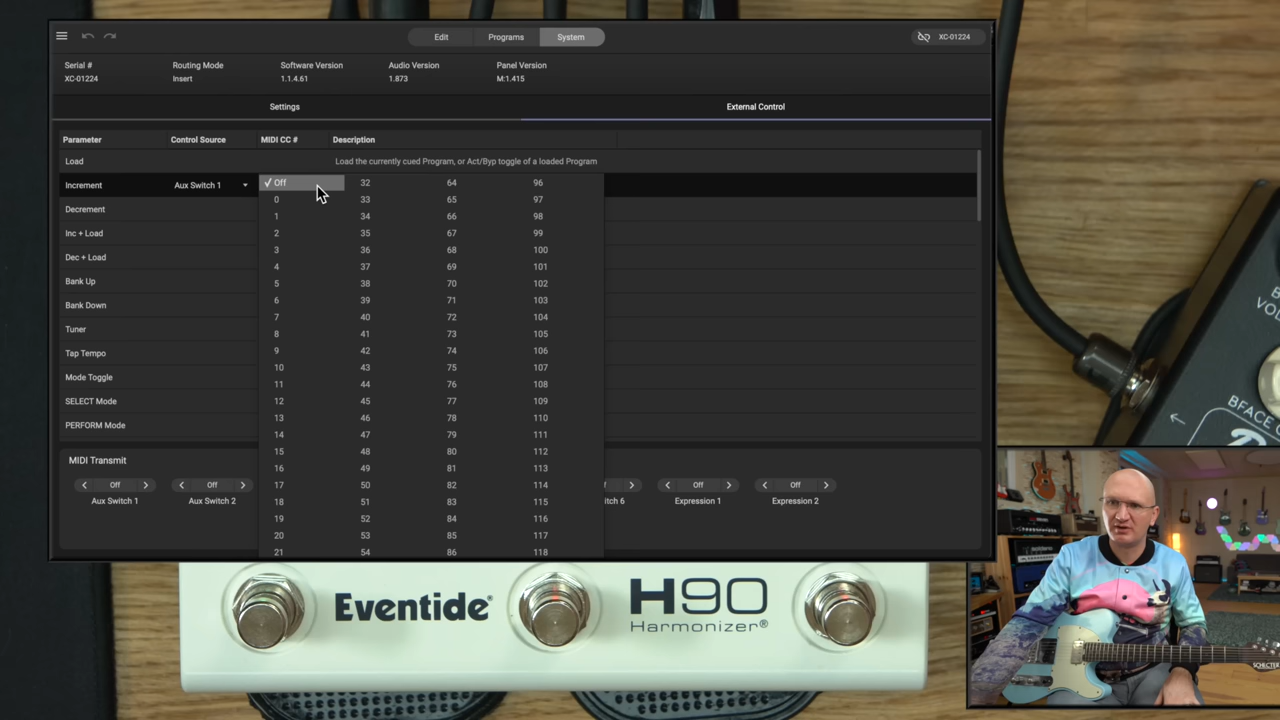 Edit Programs System XC-01224
Serial # Routing Mode Software Version Audio Version Panel Version
XC-01224 Insert 1.1.4.61 1.873 M:1.415
Settings External Control
Parameter Control Source MIDI CC # Description
Load Load the currently cued Program, or Act/Byp toggle of a loaded Program
Increment Aux Switch 1 ✓ Off 32 64 96
0 33 65 97
Decrement 1 34 66 98
Inc + Load 2 35 67 99
3 36 68 100
Dec + Load 4 37 69 101
Bank Up 5 38 70 102
6 39 71 103
Bank Down 7 40 72 104
Tuner 8 41 73 105
Tap Tempo 9 42 74 106
10 43 75 107
Mode Toggle 11 44 76 108
SELECT Mode 12 45 77 109
13 46 78 110
PERFORM Mode 14 47 79 111
15 48 80 112
MIDI Transmit 16 49 81 113
Off Off 17 50 82 114 Off Off
Aux Switch 1 Aux Switch 2 18 51 83 115 itch 6 Expression 1 Expression 2
19 52 84 116
20 53 85 117
21 54 86 118
Eventide® H90
Harmonizer®
BFACE
SCHECTER